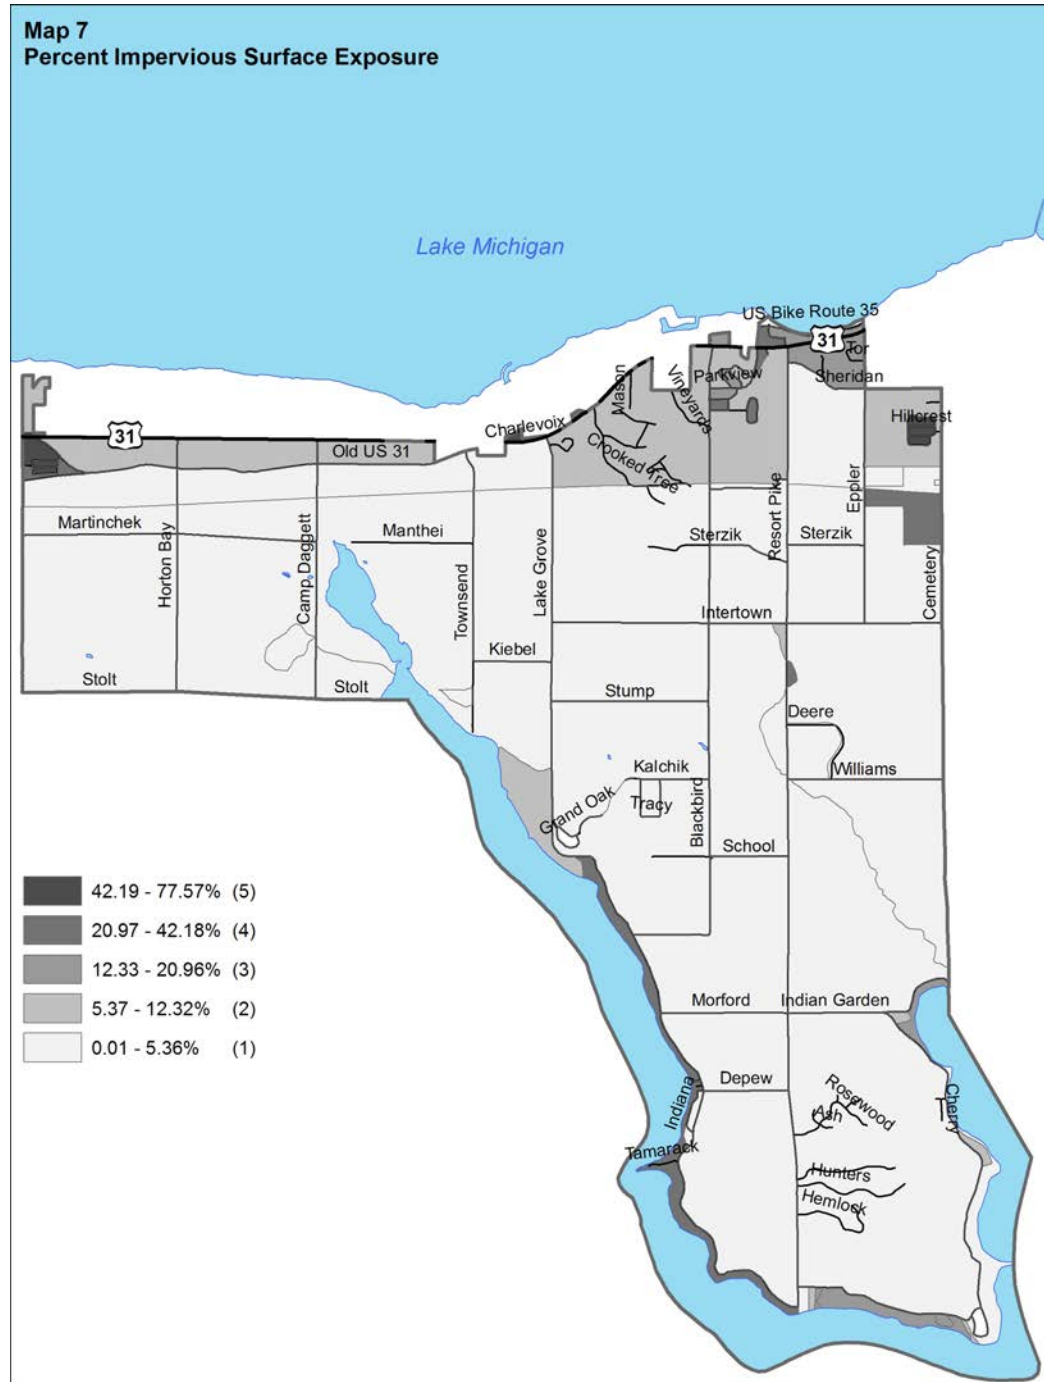 Map 7
Percent Impervious Surface Exposure
Lake Michigan
US Bike Route 35
31
Tor
Parkview
Sheridan
Mason
Vineyards
Hillcrest
Charlevoix
31
Old US 31
Crooked Tree
Resort Pike
Eppler
Martinchek
Manthei
Sterzik
Sterzik
Horton Bay
Camp Daggett
Townsend
Lake Grove
Cemetery
Intertown
Kiebel
Stolt
Stolt
Stump
Deere
Kalchik
Williams
Grand Oak
Tracy
Blackbird
School
42.19 - 77.57% (5)
20.97 - 42.18% (4)
12.33 - 20.96% (3)
5.37 - 12.32% (2)
0.01 - 5.36% (1)
Morford
Indian Garden
Depew
Indiana
Rosewood
Ash
Cherry
Tamarack
Hunters
Hemlock